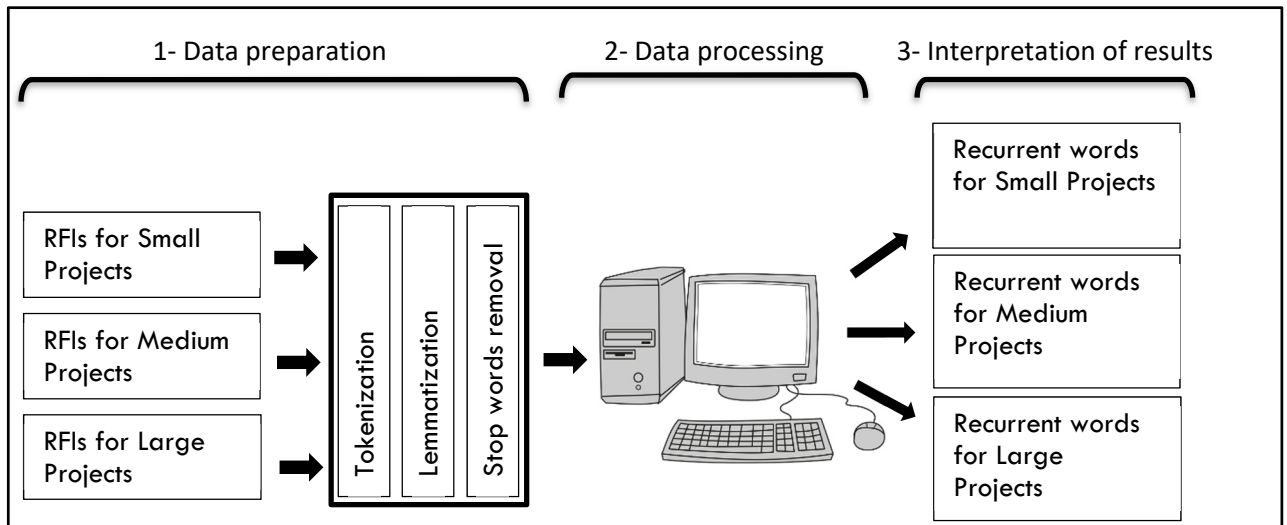 1- Data preparation
2- Data processing
3- Interpretation of results
RFIs for Small
Projects
RFIs for Medium
Projects
RFIs for Large
Projects
Tokenization
Lemmatization
Stop words removal
Recurrent words
for Small Projects
Recurrent words
for Medium
Projects
Recurrent words
for Large
Projects